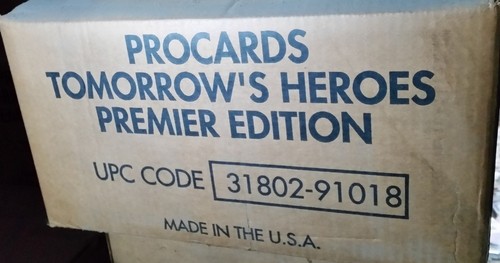 PROCARDS
TOMORROW'S HEROES
PREMIER EDITION
UPC CODE 31802-91018
MADE IN THE U.S.A.